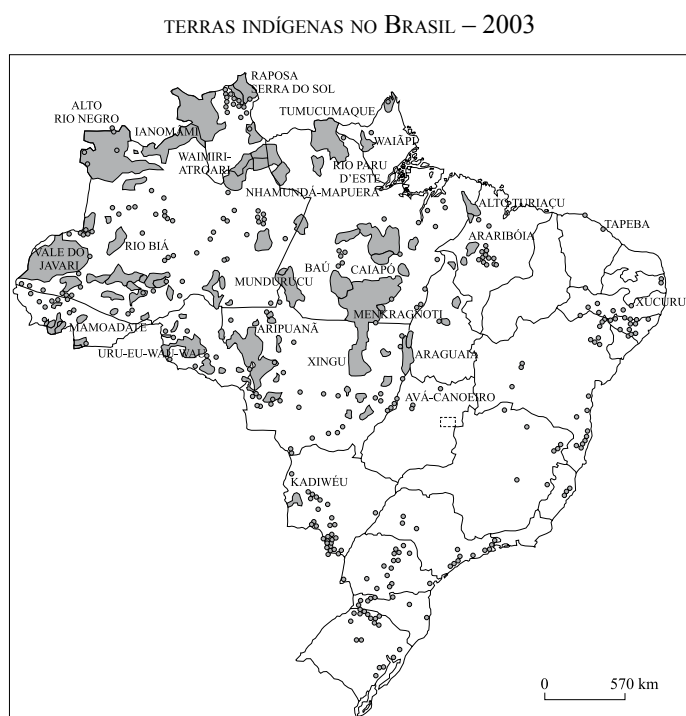 TERRAS INDÍGENAS NO BRASIL – 2003
RAPOSA
SERRA DO SOL
ALTO
RIO NEGRO
TUMUCUMAQUE
IANOMÂMI
WAIÃPI
WAIMIRI-
ATROARI
RIO PARU
D'ESTE
NHAMUNDÁ-MAPUERA
ALTO TURIAÇU
TAPEBA
ARARIBÓIA
RIO BIÁ
VALE DO
JAVARI
BAÚ
CAIAPÓ
MUNDURUCU
XUCURU
MENKRAGNOTI
MAMOADATE
ARIPUANÃ
URU-EU-WAU-WAU
XINGU
ARAGUAIA
AVÁ-CANOEIRO
KADIWÉU
0 570 km